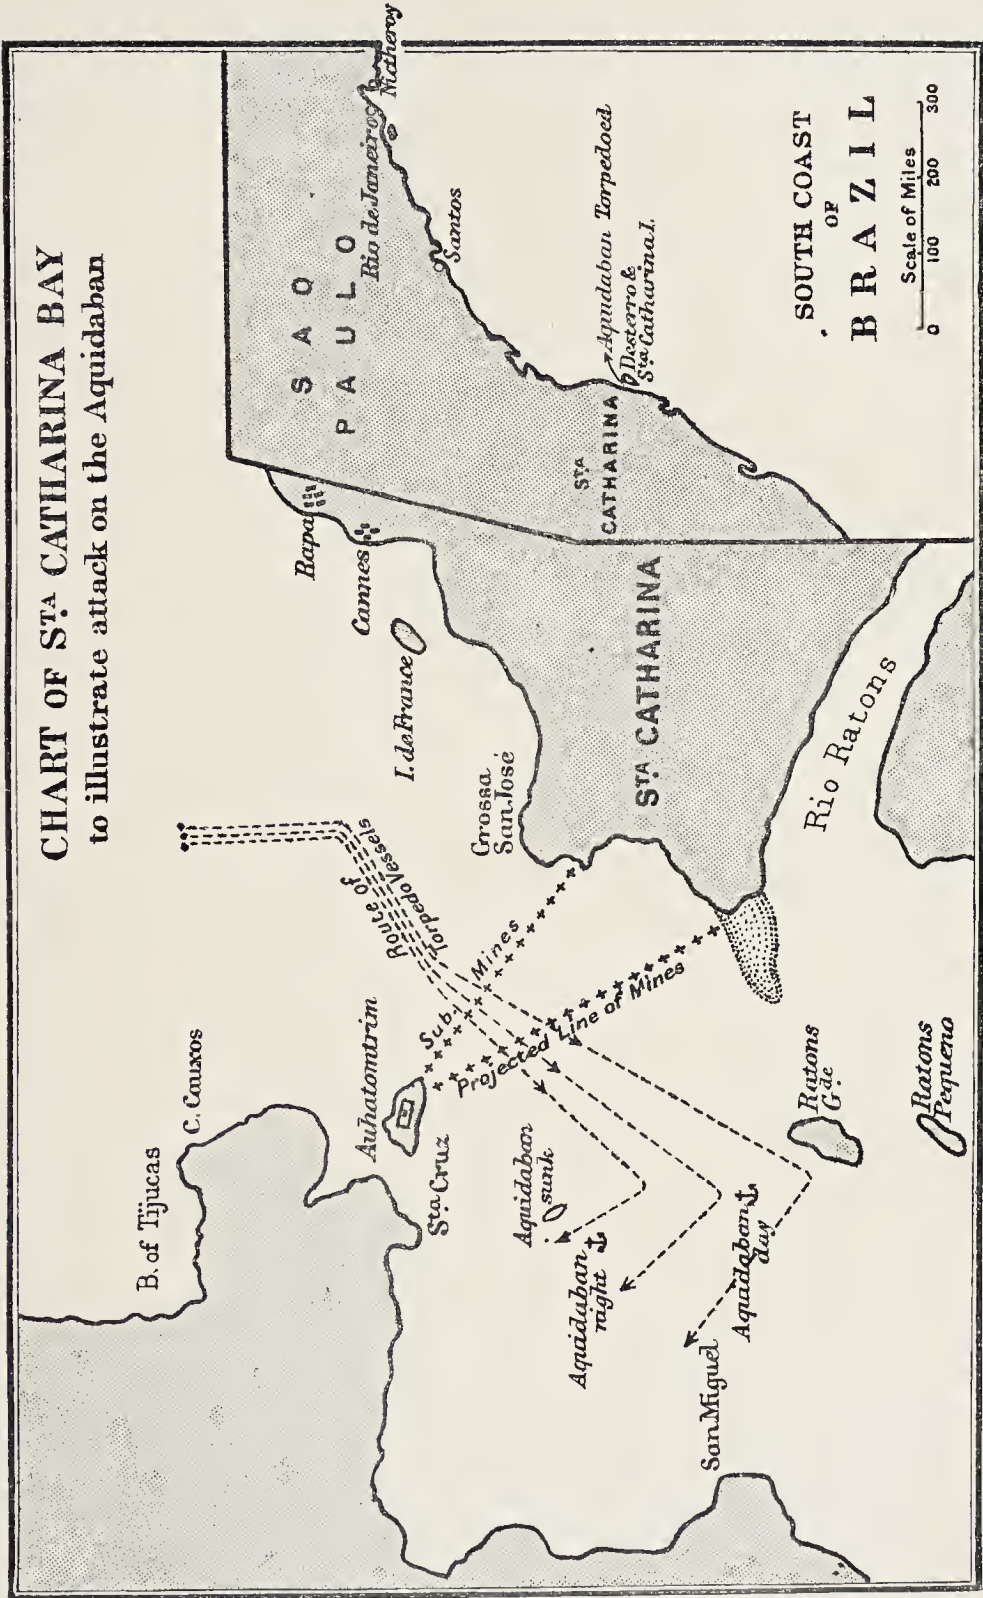 CHART OF STA. CATHARINA BAY
to illustrate attack on the Aquidaban
B. of Tijucas
C. Cauxos
Rapa
Cannes
I. de France
Auhatomtrim
Sta. Cruz
Route of
Torpedo Vessels
Grossa
San José
Sub. Mines
Projected Line of Mines
Aquidaban
sunk
Aquidaban
night
Aquidaban
day
San Miguel
STA CATHARINA
Rio Ratons
Ratons
Gde.
Ratons
Pequeno
SAO
PAULO
Rio de Janeiro
Santos
Aquidaban Torpedoed
Desterro &
Sta. Catharina I.
STA
CATHARINA
SOUTH COAST
OF
BRAZIL
Scale of Miles
0 100 200 300